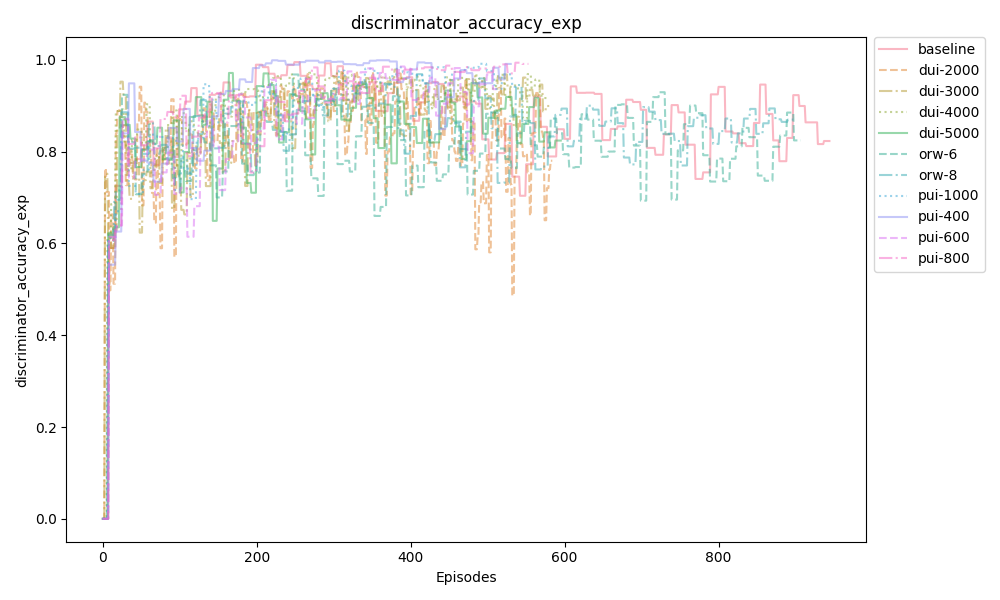 discriminator_accuracy_exp
discriminator_accuracy_exp
1.0
0.8
0.6
0.4
0.2
0.0
0
200
400
600
800
Episodes
baseline
dui-2000
dui-3000
dui-4000
dui-5000
orw-6
orw-8
pui-1000
pui-400
pui-600
pui-800